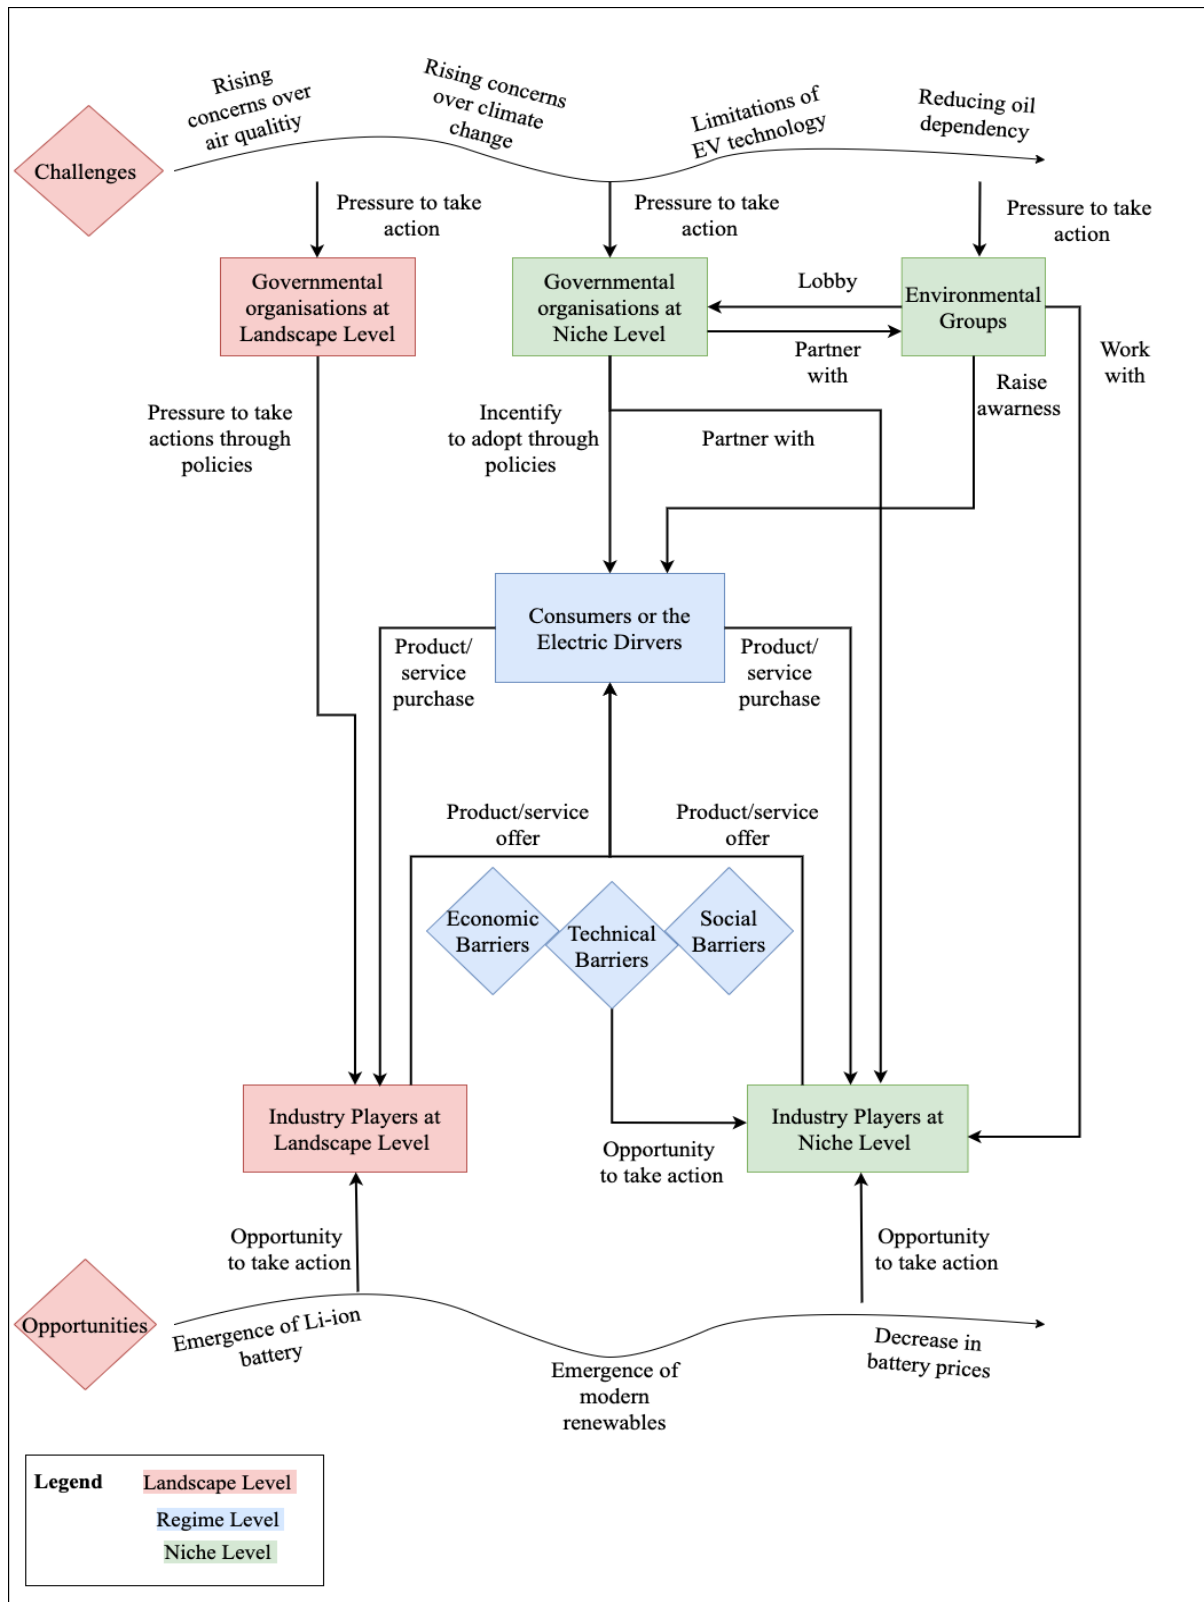 Rising
concerns over
air qualitiy
Rising concerns
over climate
change
Limitations of
EV technology
Reducing oil
dependency
Challenges
Pressure to take
action
Pressure to take
action
Pressure to take
action
Governmental
organisations at
Landscape Level
Governmental
organisations at
Niche Level
Lobby
Environmental
Groups
Partner
with
Work
with
Raise
awarness
Pressure to take
actions through
policies
Incentify
to adopt through
policies
Partner with
Consumers or the
Electric Dirvers
Product/
service
purchase
Product/
service
purchase
Product/service
offer
Product/service
offer
Economic
Barriers
Technical
Barriers
Social
Barriers
Industry Players at
Landscape Level
Industry Players at
Niche Level
Opportunity
to take action
Opportunity
to take action
Opportunity
to take action
Opportunities
Emergence of Li-ion
battery
Emergence of
modern
renewables
Decrease in
battery prices
Legend
Landscape Level
Regime Level
Niche Level